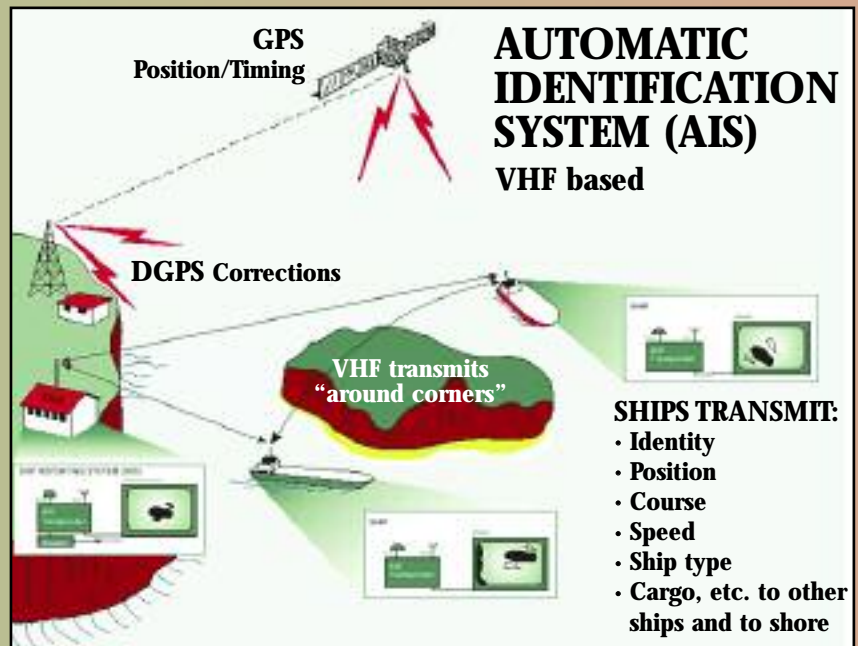 GPS
Position/Timing
AUTOMATIC
IDENTIFICATION
SYSTEM (AIS)
VHF based
DGPS Corrections
VHF transmits
“around corners”
SHIPS TRANSMIT:
· Identity
· Position
· Course
· Speed
· Ship type
· Cargo, etc. to other
ships and to shore